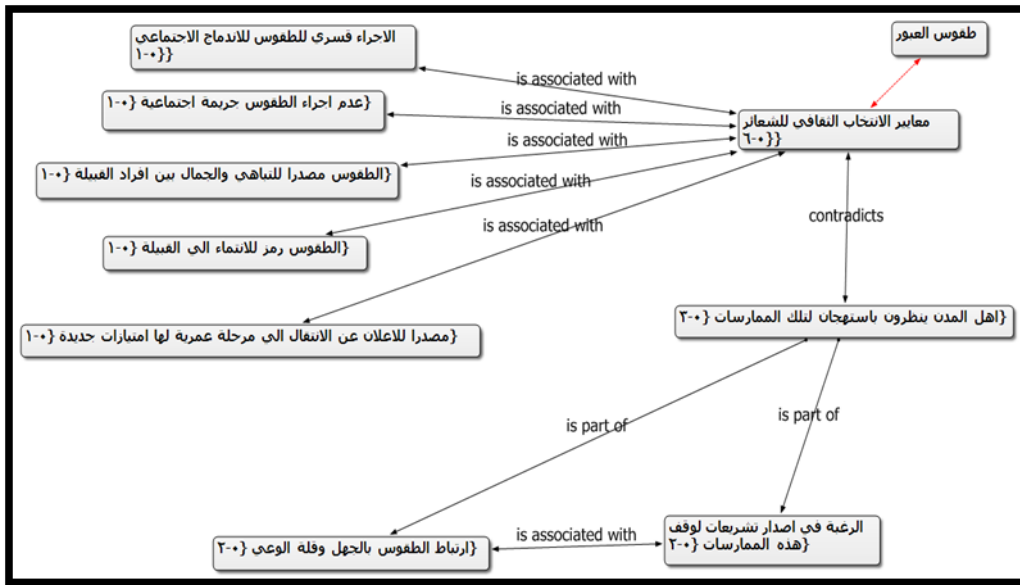 طقوس العبور
الاجراء قسري للطقوس للاندماج الاجتماعي
{{٠-١
is associated with
{عدم اجراء الطقوس جريمة اجتماعية {٠-١
is associated with
معايير الانتخاب الثقافي للشعائر
{{٠-٦
is associated with
{الطقوس مصدرا للتباهي والجمال بين افراد القبيلة {٠-١
is associated with
contradicts
is associated with
{الطقوس رمز للانتماء الي القبيلة {٠-١
{اهل المدن ينظرون باستهجان لتلك الممارسات {٠-٣
{مصدرا للاعلان عن الانتقال الي مرحلة عمرية لها امتيازات جديدة {٠-١
is part of
is part of
الرغبة في اصدار تشريعات لوقف
{هذه الممارسات {٠-٢
is associated with
{ارتباط الطقوس بالجهل وقلة الوعي {٠-٢